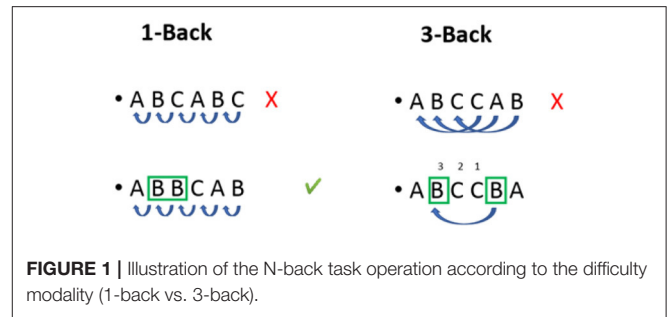 1-Back 3-Back
• A B C A B C X • A B C C A B X
3 2 1
• A B B C A B ✓ • A B C C B A
FIGURE 1 | Illustration of the N-back task operation according to the difficulty
modality (1-back vs. 3-back).